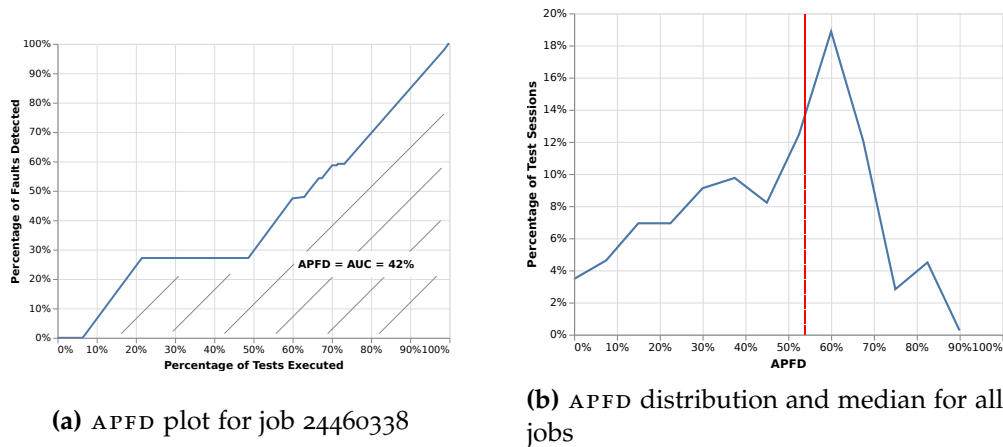 100%
90%
80%
70%
60%
50%
40%
30%
20%
10%
0%
Percentage of Faults Detected
APFD = AUC = 42%
0% 10% 20% 30% 40% 50% 60% 70% 80% 90% 100%
Percentage of Tests Executed
(a) APFD plot for job 24460338
20%
18%
16%
14%
12%
10%
8%
6%
4%
2%
0%
Percentage of Test Sessions
0% 10% 20% 30% 40% 50% 60% 70% 80% 90% 100%
APFD
(b) APFD distribution and median for all
jobs